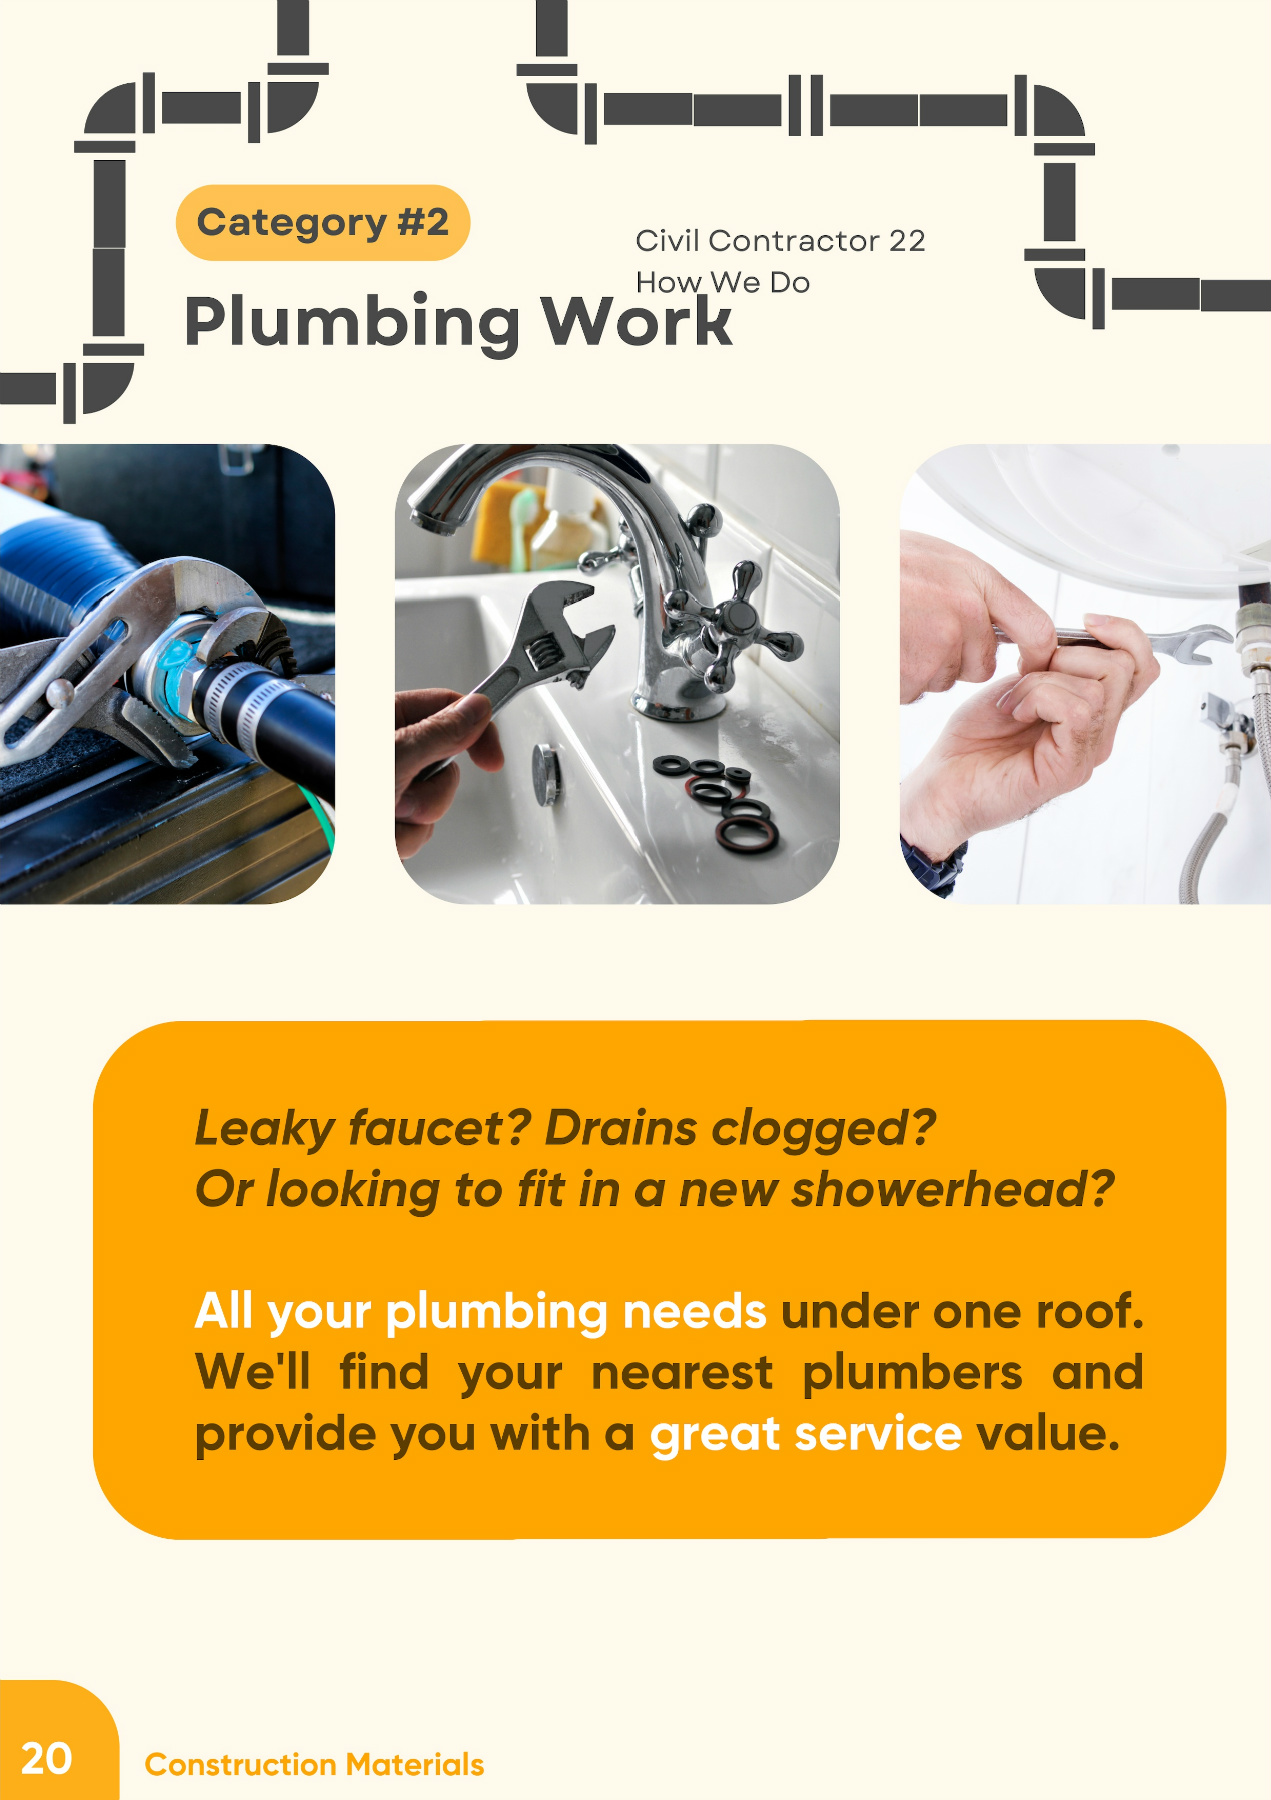 Category #2
Civil Contractor 22
How We Do
Plumbing Work
Leaky faucet? Drains clogged?
Or looking to fit in a new showerhead?
All your plumbing needs under one roof.
We'll find your nearest plumbers and
provide you with a great service value.
20
Construction Materials